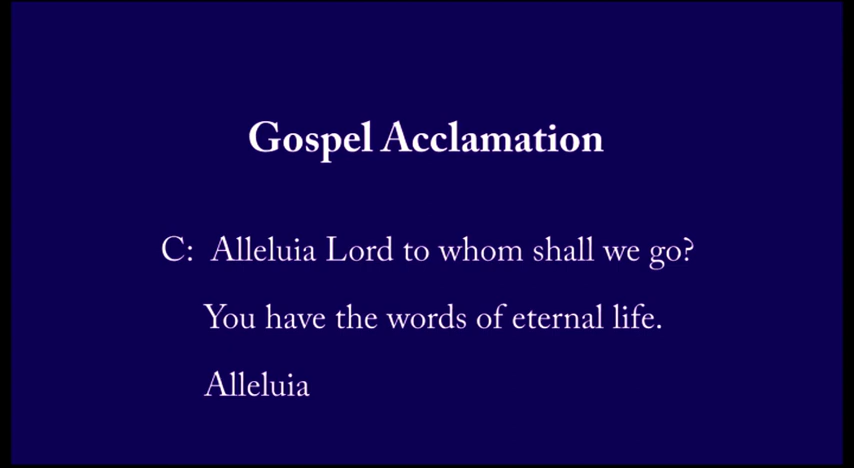 Gospel Acclamation
C: Alleluia Lord to whom shall we go?
You have the words of eternal life.
Alleluia